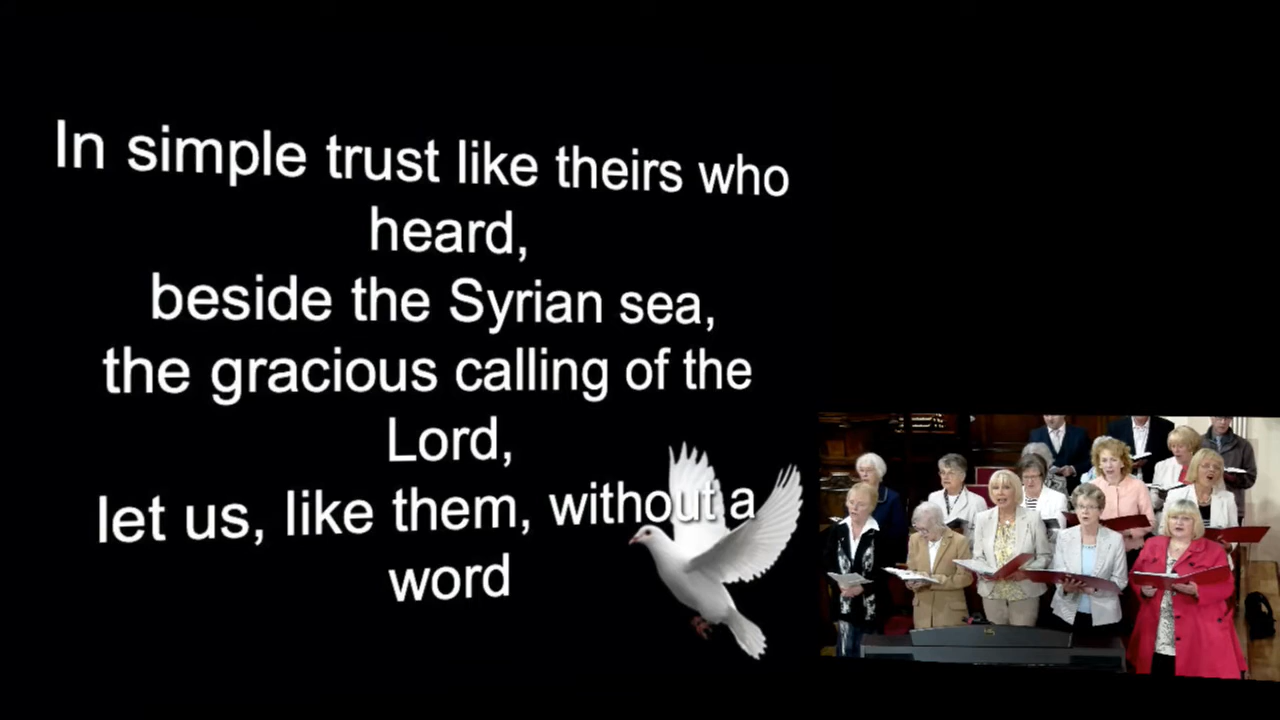 In simple trust like theirs who
heard,
beside the Syrian sea,
the gracious calling of the
Lord,
let us, like them, without a
word